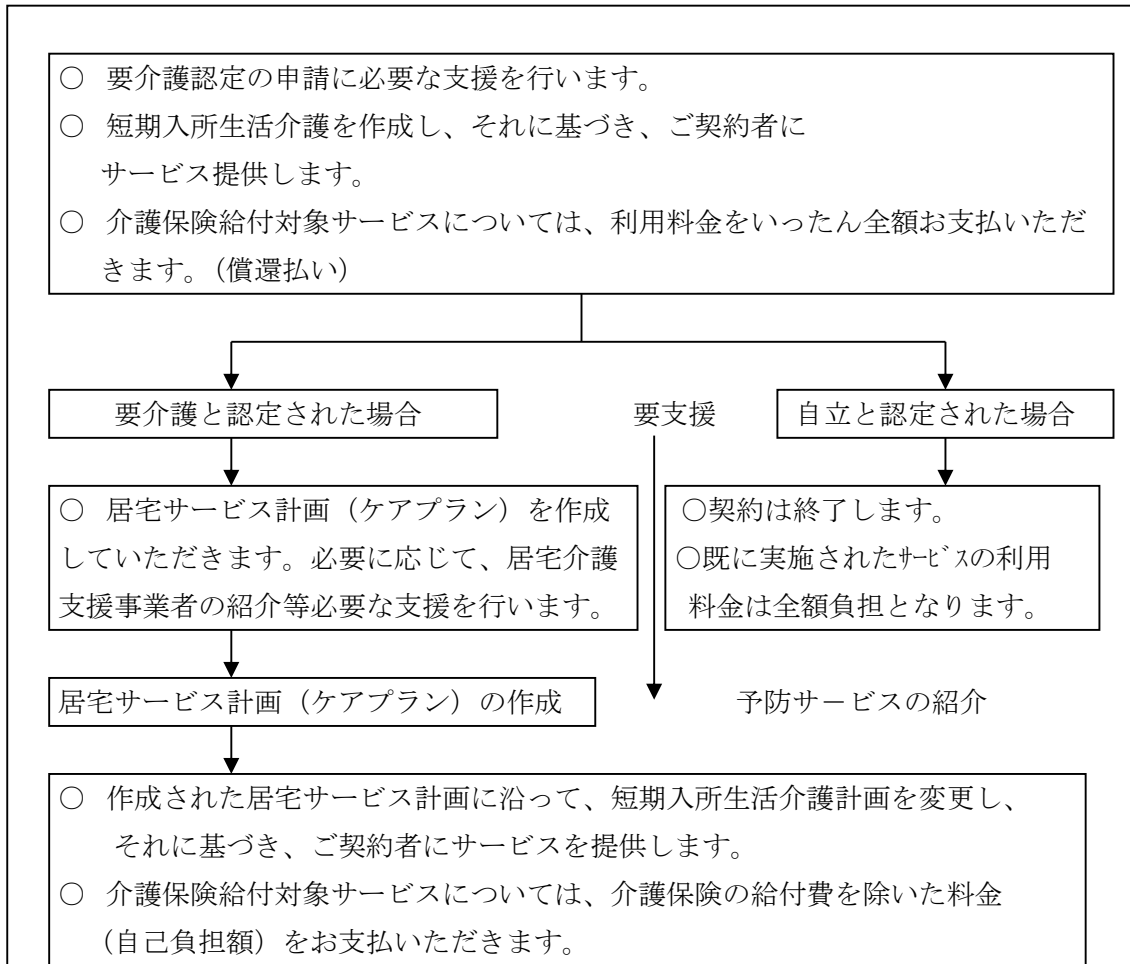 ○ 要介護認定の申請に必要な支援を行います。
○ 短期入所生活介護を作成し、それに基づき、ご契約者に
サービス提供します。
○ 介護保険給付対象サービスについては、利用料金をいったん全額お支払いただ
きます。（償還払い）
要介護と認定された場合
要支援
自立と認定された場合
○ 居宅サービス計画（ケアプラン）を作成
していただきます。必要に応じて、居宅介護
支援事業者の紹介等必要な支援を行います。
○契約は終了します。
○既に実施されたｻｰﾋﾞｽの利用
料金は全額負担となります。
居宅サービス計画（ケアプラン）の作成
予防サ－ビスの紹介
○ 作成された居宅サービス計画に沿って、短期入所生活介護計画を変更し、
それに基づき、ご契約者にサービスを提供します。
○ 介護保険給付対象サービスについては、介護保険の給付費を除いた料金
（自己負担額）をお支払いただきます。